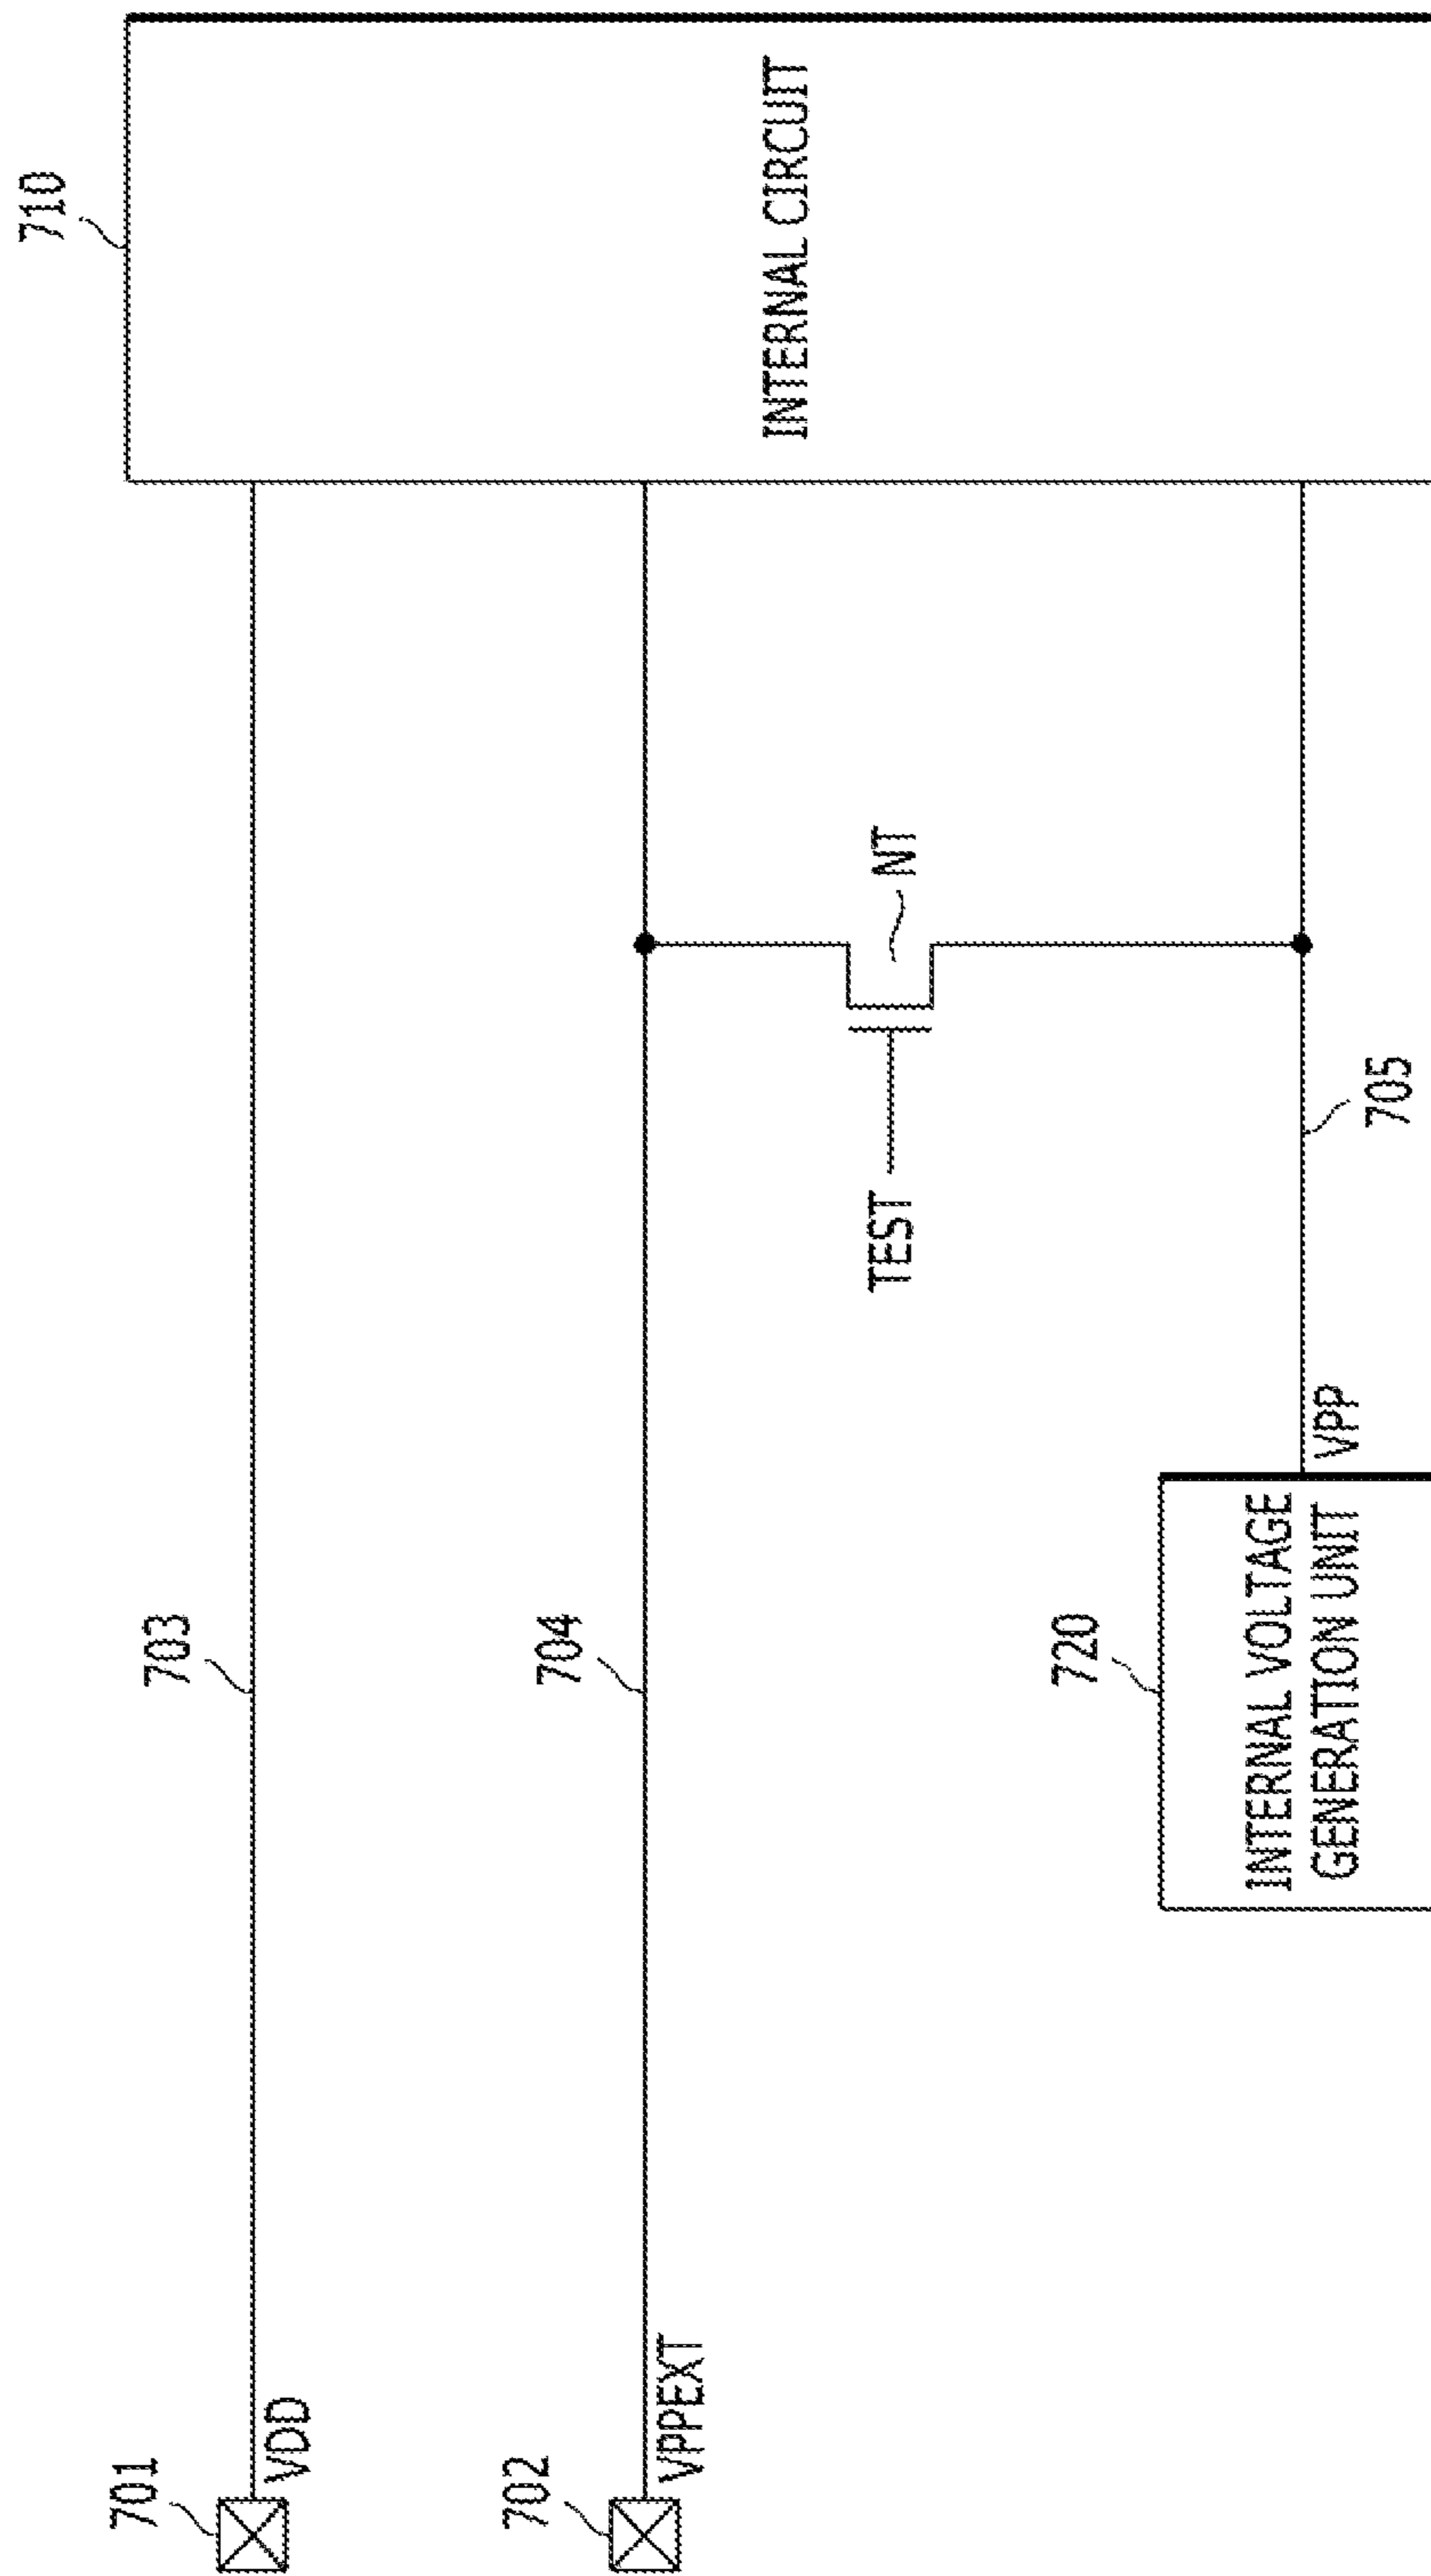 710
INTERNAL CIRCUIT
703
704
NT
TEST
705
720
INTERNAL VOLTAGE
GENERATION UNIT
VPP
701
VDD
702
VPPEXT